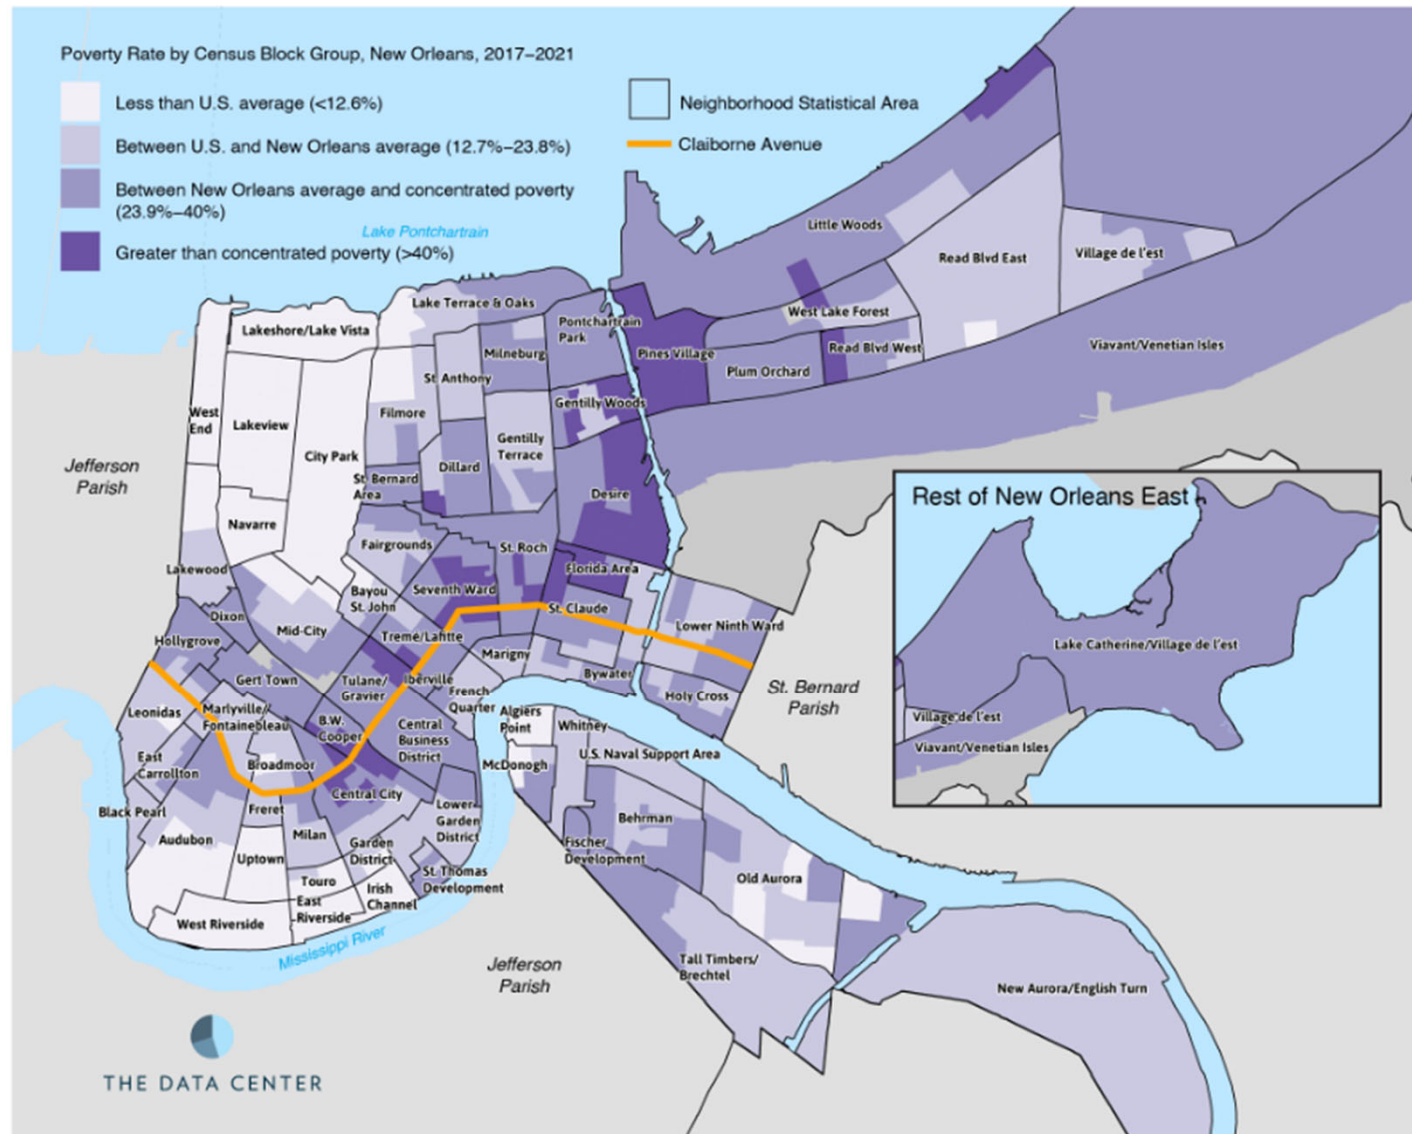 Poverty Rate by Census Block Group, New Orleans, 2017–2021
Less than U.S. average (<12.6%)
Between U.S. and New Orleans average (12.7%–23.8%)
Between New Orleans average and concentrated poverty
(23.9%–40%)
Greater than concentrated poverty (>40%)
Neighborhood Statistical Area
Claiborne Avenue
Lake Pontchartrain
Little Woods
Read Blvd East
Village de l'est
Lake Terrace & Oaks
West Lake Forest
Lakeshore/Lake Vista
Pontchartrain
Park
Milneburg
Pines Village
Read Blvd West
Viavant/Venetian Isles
Plum Orchard
St. Anthony
Gentilly Woods
West
End
Lakeview
Filmore
Gentilly
Terrace
City Park
Jefferson
Parish
Dillard
St. Bernard
Area
Desire
Navarre
Fairgrounds
St. Roch
Lakewood
Florida Area
Bayou
St. John
Seventh Ward
St. Claude
Dixon
Mid-City
Lower Ninth Ward
Hollygrove
Tremé/Lafitte
Marigny
Bywater
Gert Town
Tulane/
Gravier
Iberville
French
Quarter
Holy Cross
St. Bernard
Parish
Leonidas
Marlyville/
Fontainebleau
B.W.
Cooper
Central
Business
District
Algiers
Point
Whitney
U.S. Naval Support Area
East
Carrollton
Broadmoor
McDonogh
Central City
Black Pearl
Freret
Lower
Garden
District
Behrman
Audubon
Milan
Garden
District
Fischer
Development
Uptown
Touro
St. Thomas
Development
Old Aurora
East
Riverside
Irish
Channel
West Riverside
Mississippi River
Jefferson
Parish
Tall Timbers/
Brechtel
New Aurora/English Turn
Rest of New Orleans East
Lake Catherine/Village de l'est
Village de l'est
Viavant/Venetian Isles
THE DATA CENTER